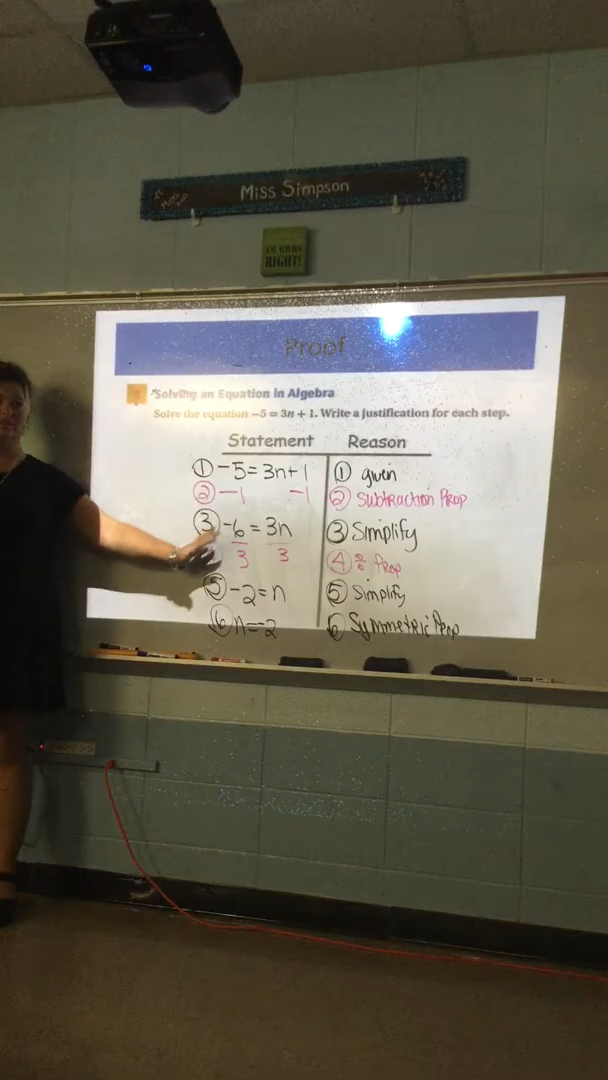 Miss Simpson
I'M ALWAYS
RIGHT!
Proof
Solving an Equation in Algebra
Solve the equation −5 = 3n + 1. Write a justification for each step.
Statement Reason
① −5 = 3n+1 ① given
② −1 −1 ② Subtraction Prop
③ −6 = 3n ③ Simplify
3 3 ④ Prop
⑤ −2 = n ⑤ Simplify
⑥ n = −2 ⑥ Symmetric Prop